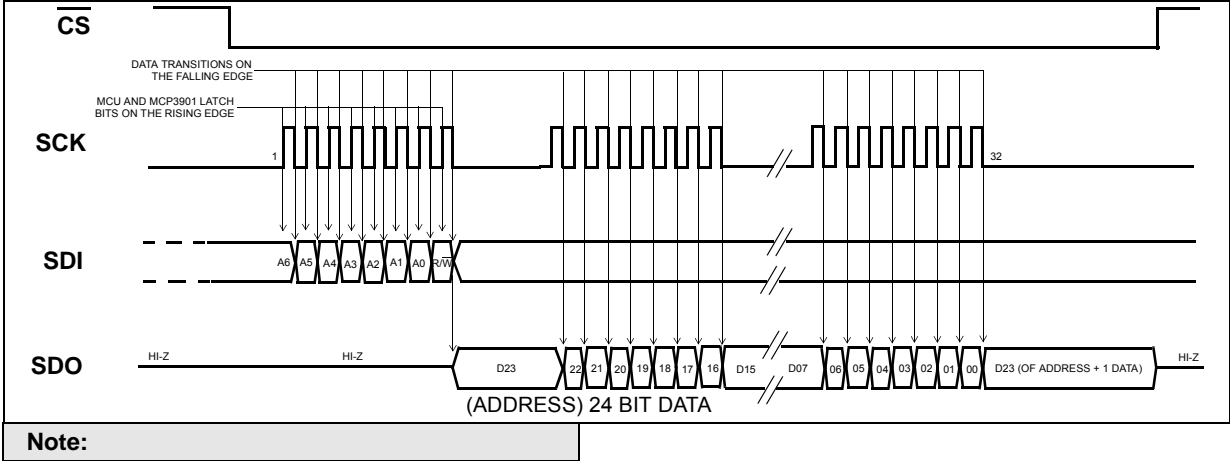 CS
DATA TRANSITIONS ON
THE FALLING EDGE
MCU AND MCP3901 LATCH
BITS ON THE RISING EDGE
SCK
1
32
SDI
A6 A5 A4 A3 A2 A1 A0 R/W
SDO
HI-Z HI-Z D23 22 21 20 19 18 17 16 D15 D07 06 05 04 03 02 01 00 D23 (OF ADDRESS + 1 DATA) HI-Z
(ADDRESS) 24 BIT DATA
Note: